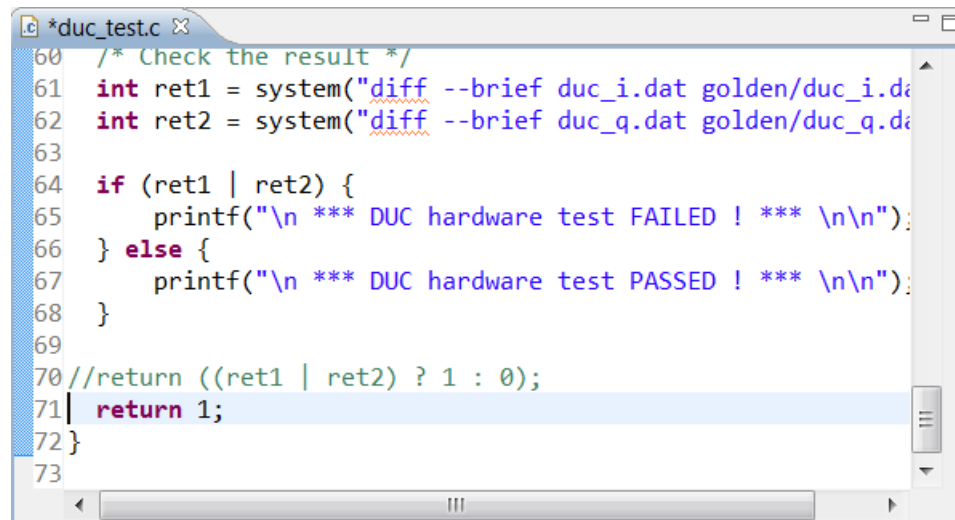 *duc_test.c
60 /* Check the result */
61 int ret1 = system("diff --brief duc_i.dat golden/duc_i.da
62 int ret2 = system("diff --brief duc_q.dat golden/duc_q.da
63
64 if (ret1 | ret2) {
65 printf("\n *** DUC hardware test FAILED ! *** \n\n");
66 } else {
67 printf("\n *** DUC hardware test PASSED ! *** \n\n");
68 }
69
70 //return ((ret1 | ret2) ? 1 : 0);
71 return 1;
72 }
73